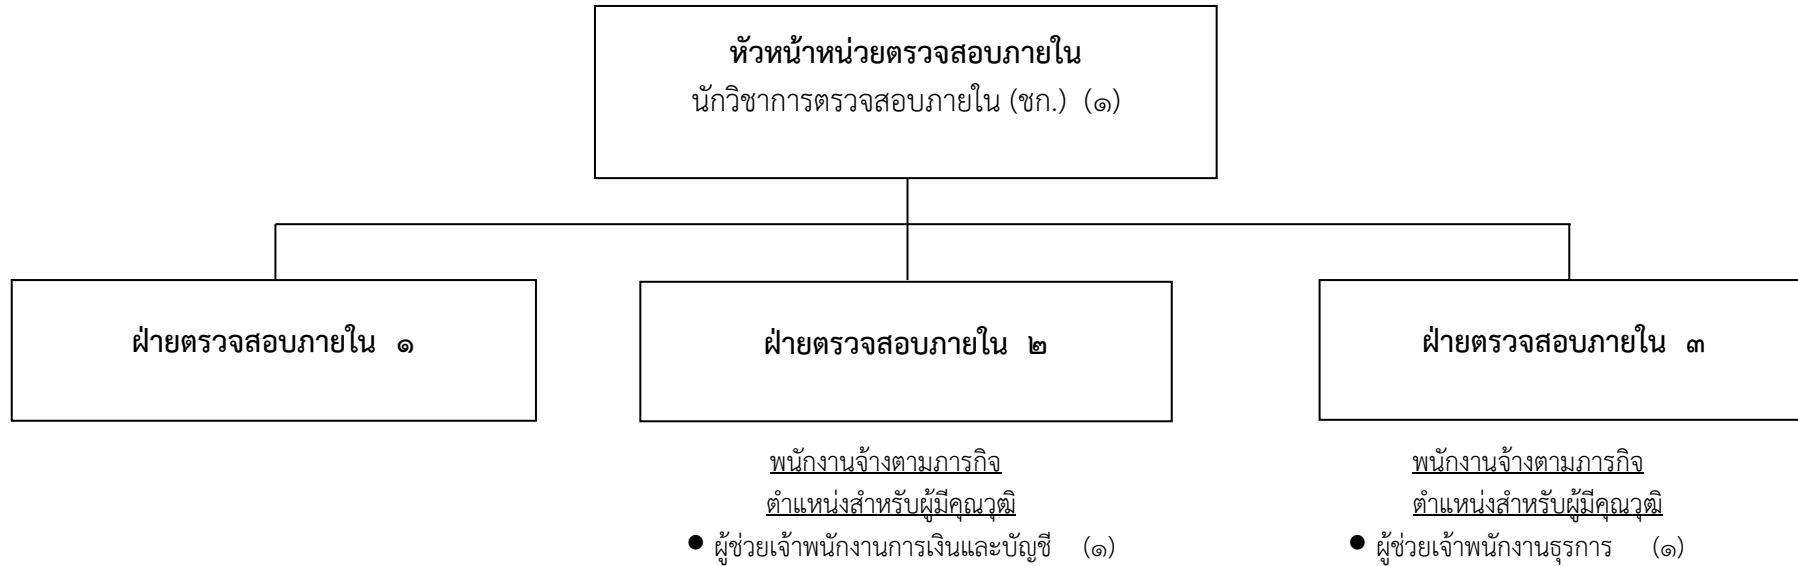 หัวหน้าหน่วยตรวจสอบภายใน
นักวิชาการตรวจสอบภายใน (ชก.) (๑)
ฝ่ายตรวจสอบภายใน ๑
ฝ่ายตรวจสอบภายใน ๒
ฝ่ายตรวจสอบภายใน ๓
พนักงานจ้างตามภารกิจ
ตำแหน่งสำหรับผู้มีคุณวุฒิ
● ผู้ช่วยเจ้าพนักงานการเงินและบัญชี (๑)
พนักงานจ้างตามภารกิจ
ตำแหน่งสำหรับผู้มีคุณวุฒิ
● ผู้ช่วยเจ้าพนักงานธุรการ (๑)